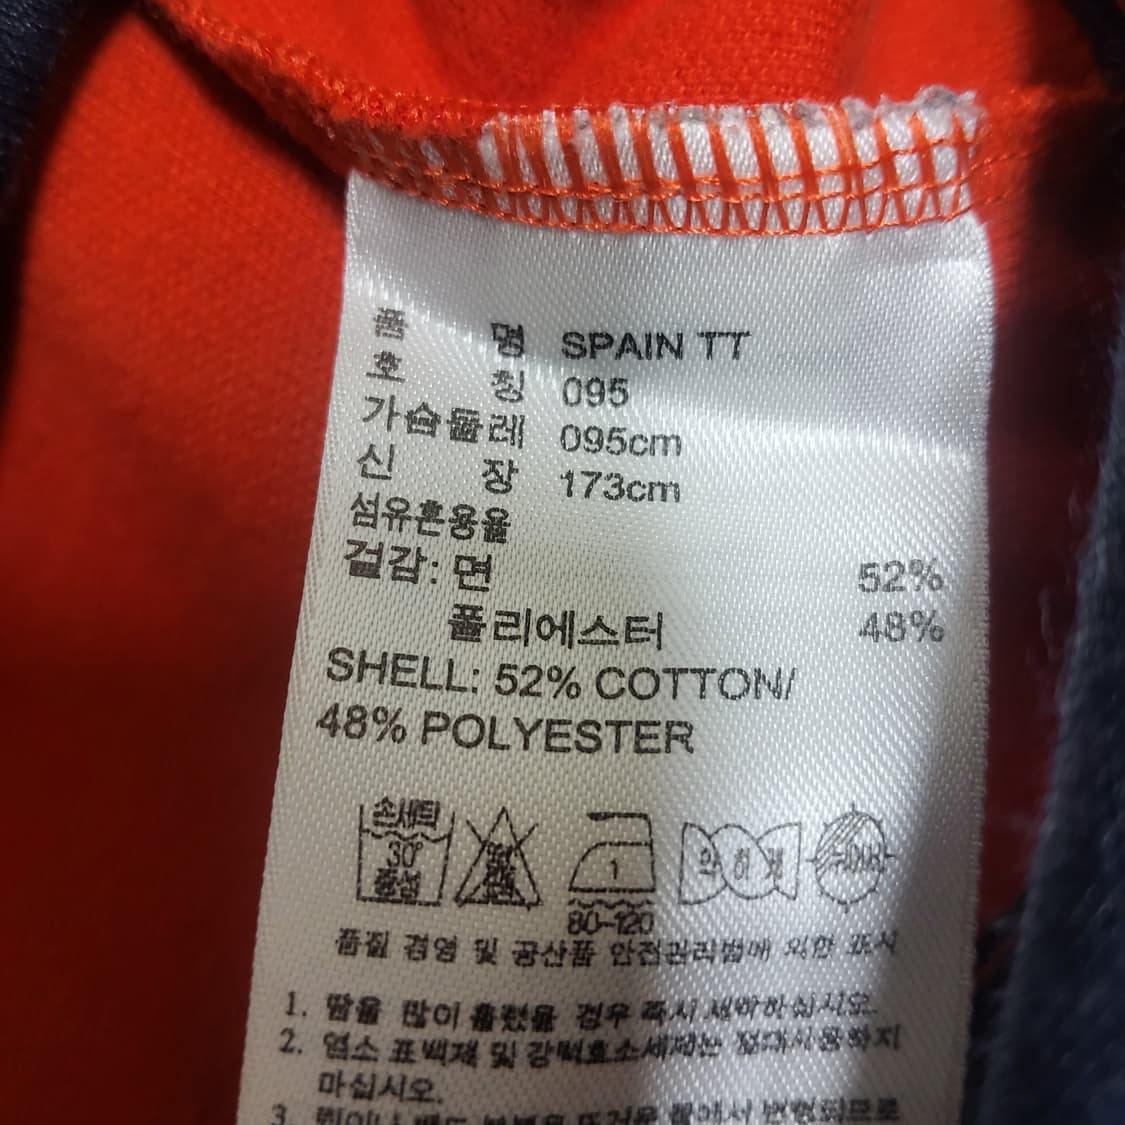 품 명 SPAIN TT
호 칭 095
가슴둘레 095cm
신 장 173cm
섬유혼용율
겉감: 면 52%
폴리에스터 48%
SHELL: 52% COTTON/
48% POLYESTER
손세탁
30°
중성
1
80-120
약하게
품질 경영 및 공산품 안전관리법에 의한 표시
1. 땀을 많이 흘렸을 경우 즉시 세탁하십시오.
2. 염소 표백제 및 강력효소세제는 절대사용하지
마십시오.
3.